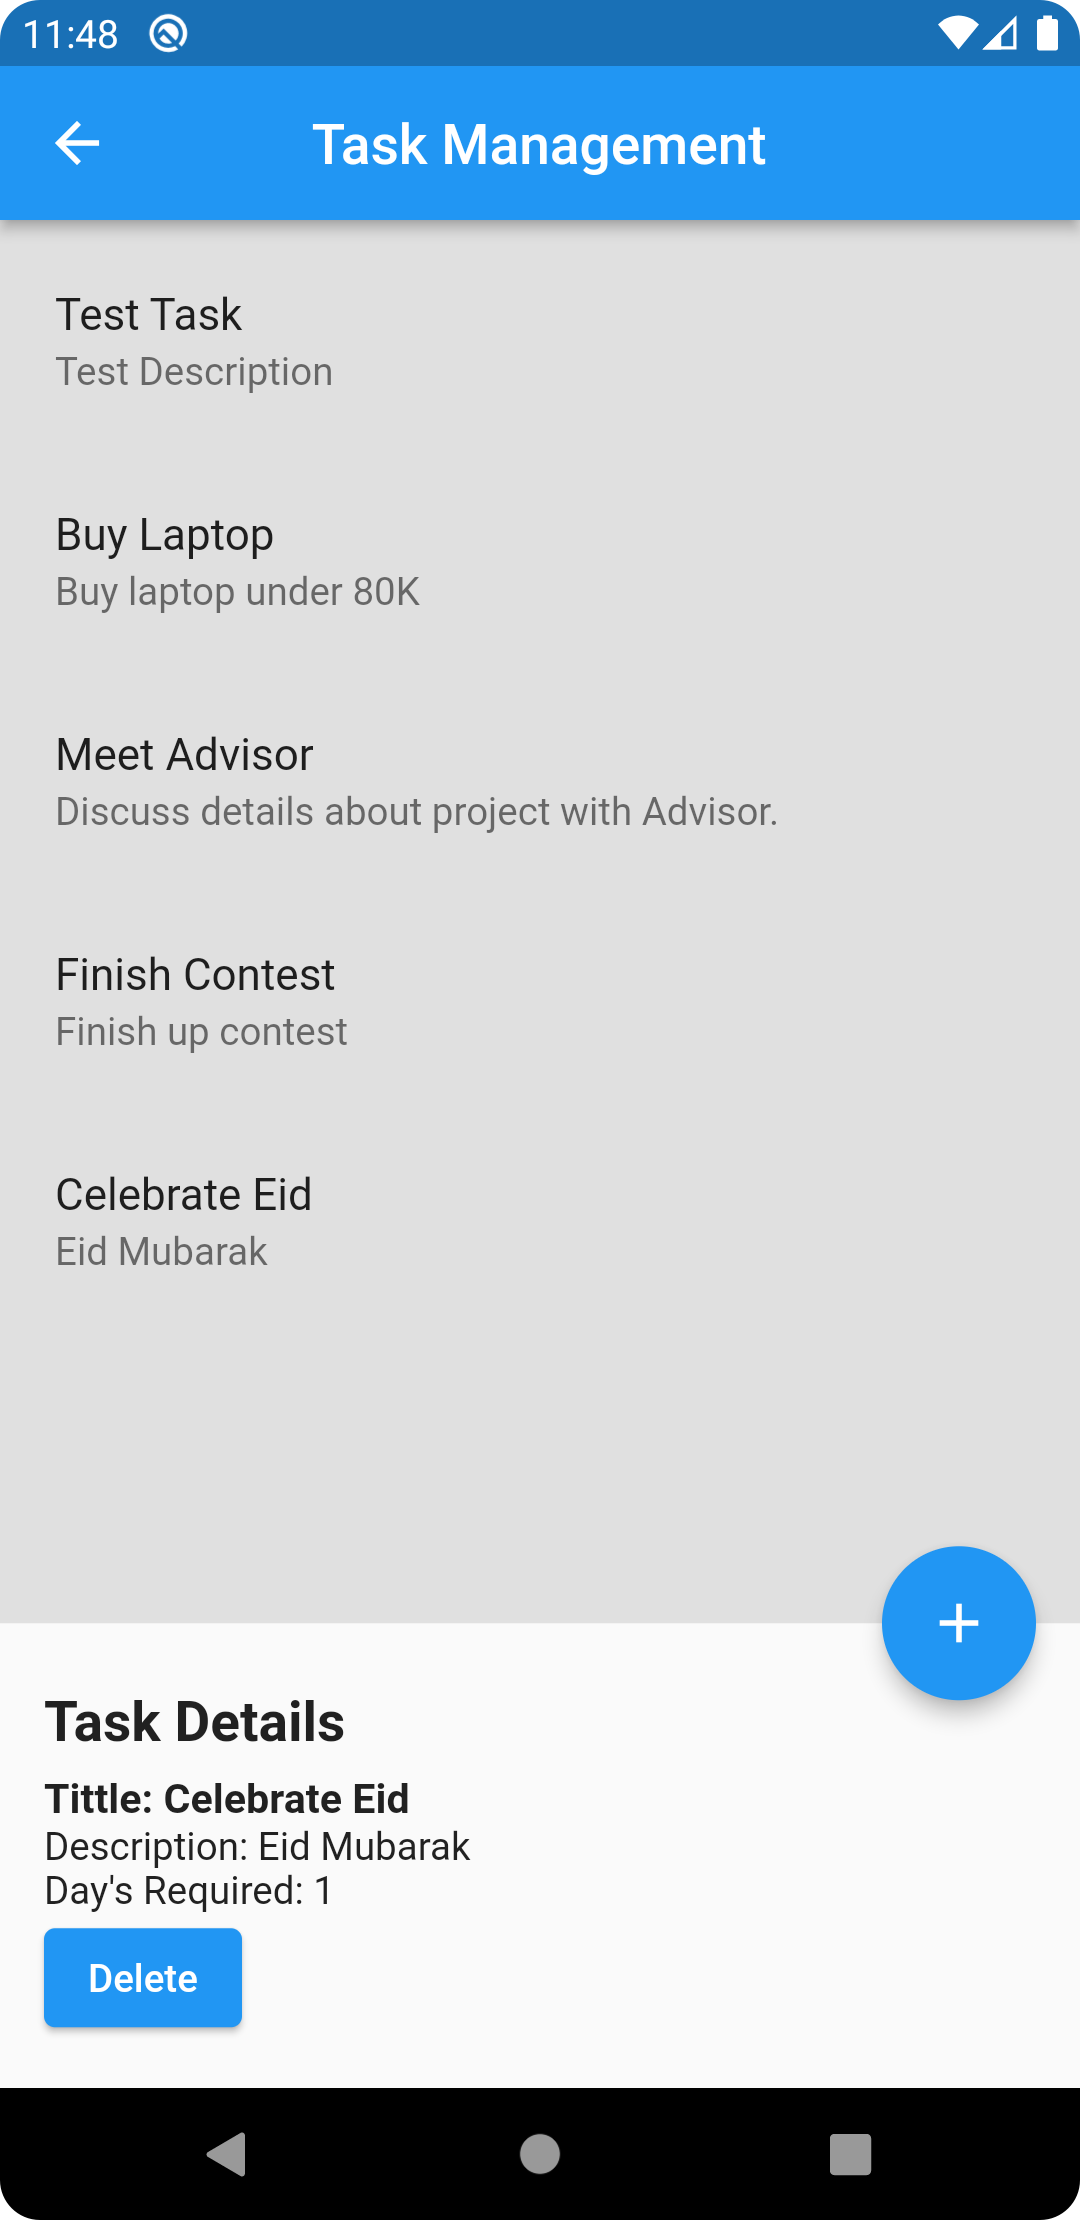 11:48
Task Management
Test Task
Test Description
Buy Laptop
Buy laptop under 80K
Meet Advisor
Discuss details about project with Advisor.
Finish Contest
Finish up contest
Celebrate Eid
Eid Mubarak
Task Details
Tittle: Celebrate Eid
Description: Eid Mubarak
Day's Required: 1
Delete